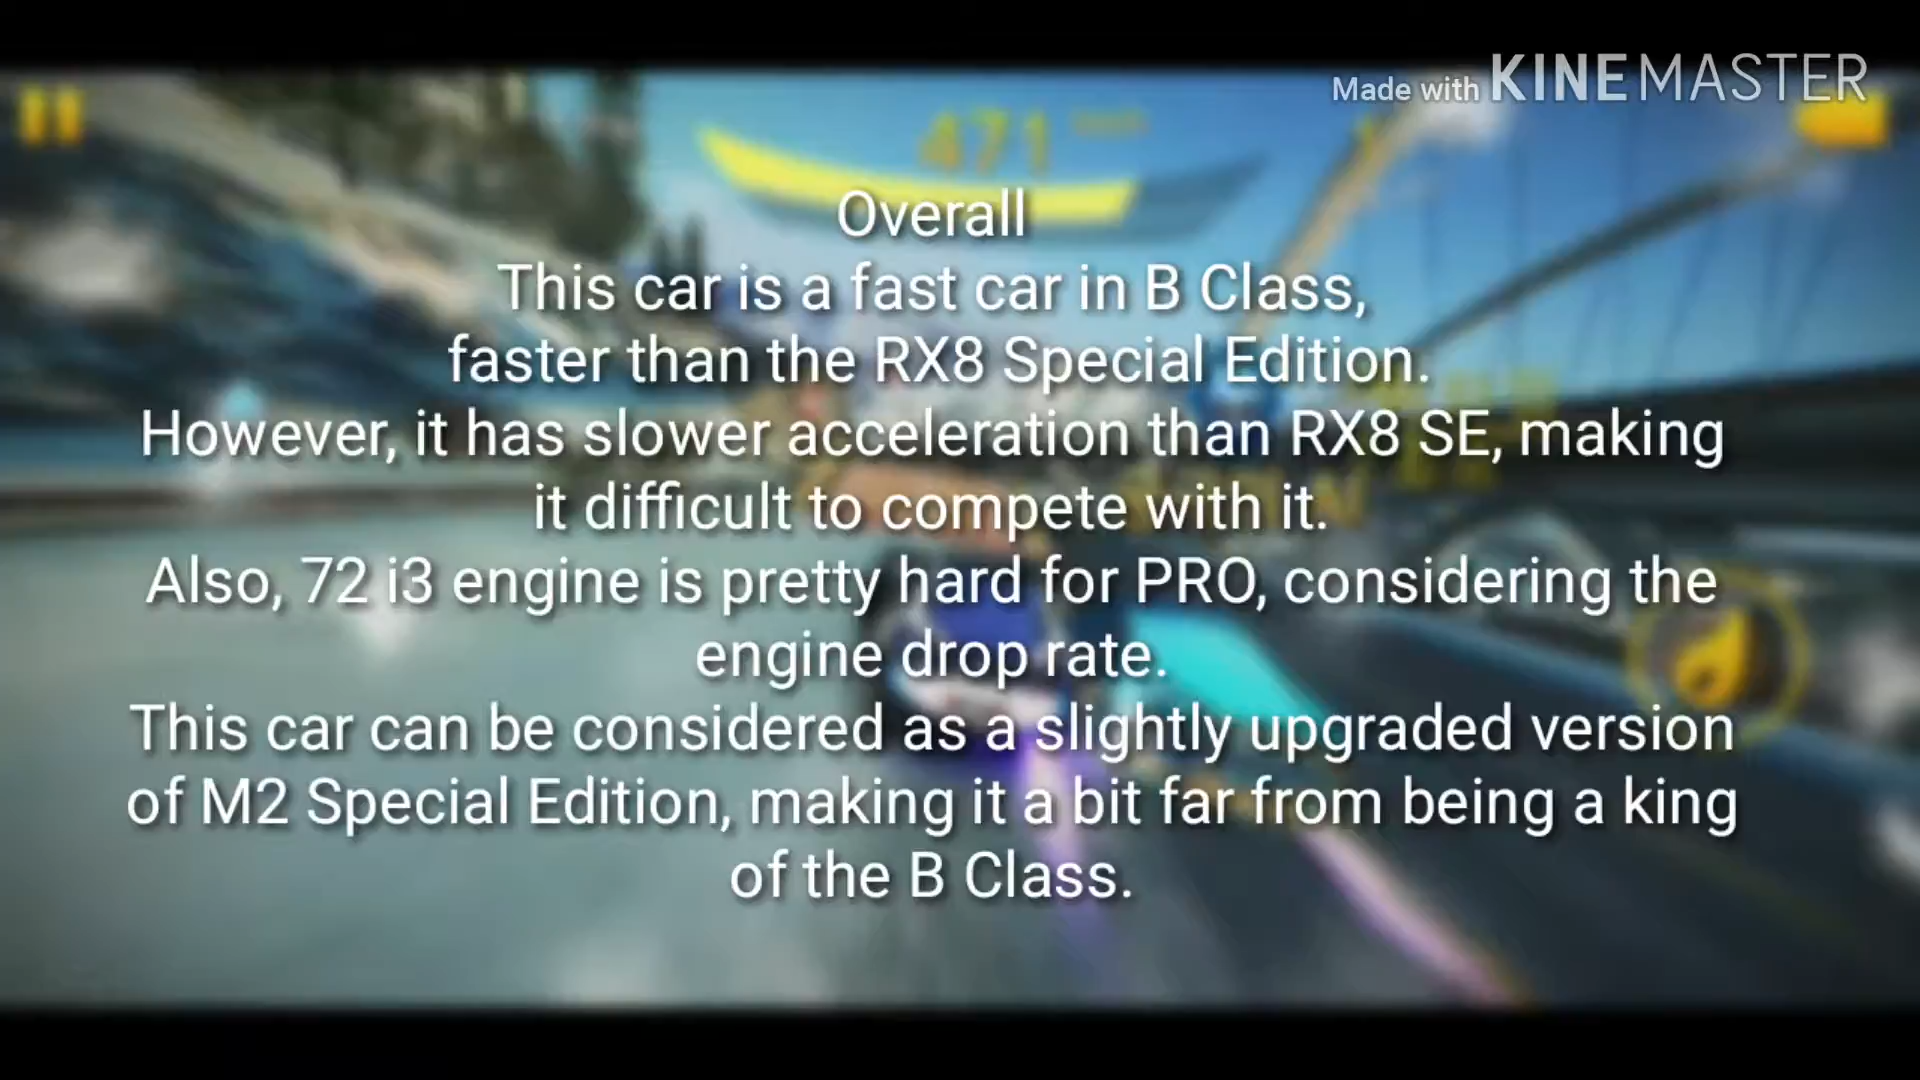 Made with KINEMASTER
471
Overall
This car is a fast car in B Class,
faster than the RX8 Special Edition.
However, it has slower acceleration than RX8 SE, making
it difficult to compete with it.
Also, 72 i3 engine is pretty hard for PRO, considering the
engine drop rate.
This car can be considered as a slightly upgraded version
of M2 Special Edition, making it a bit far from being a king
of the B Class.